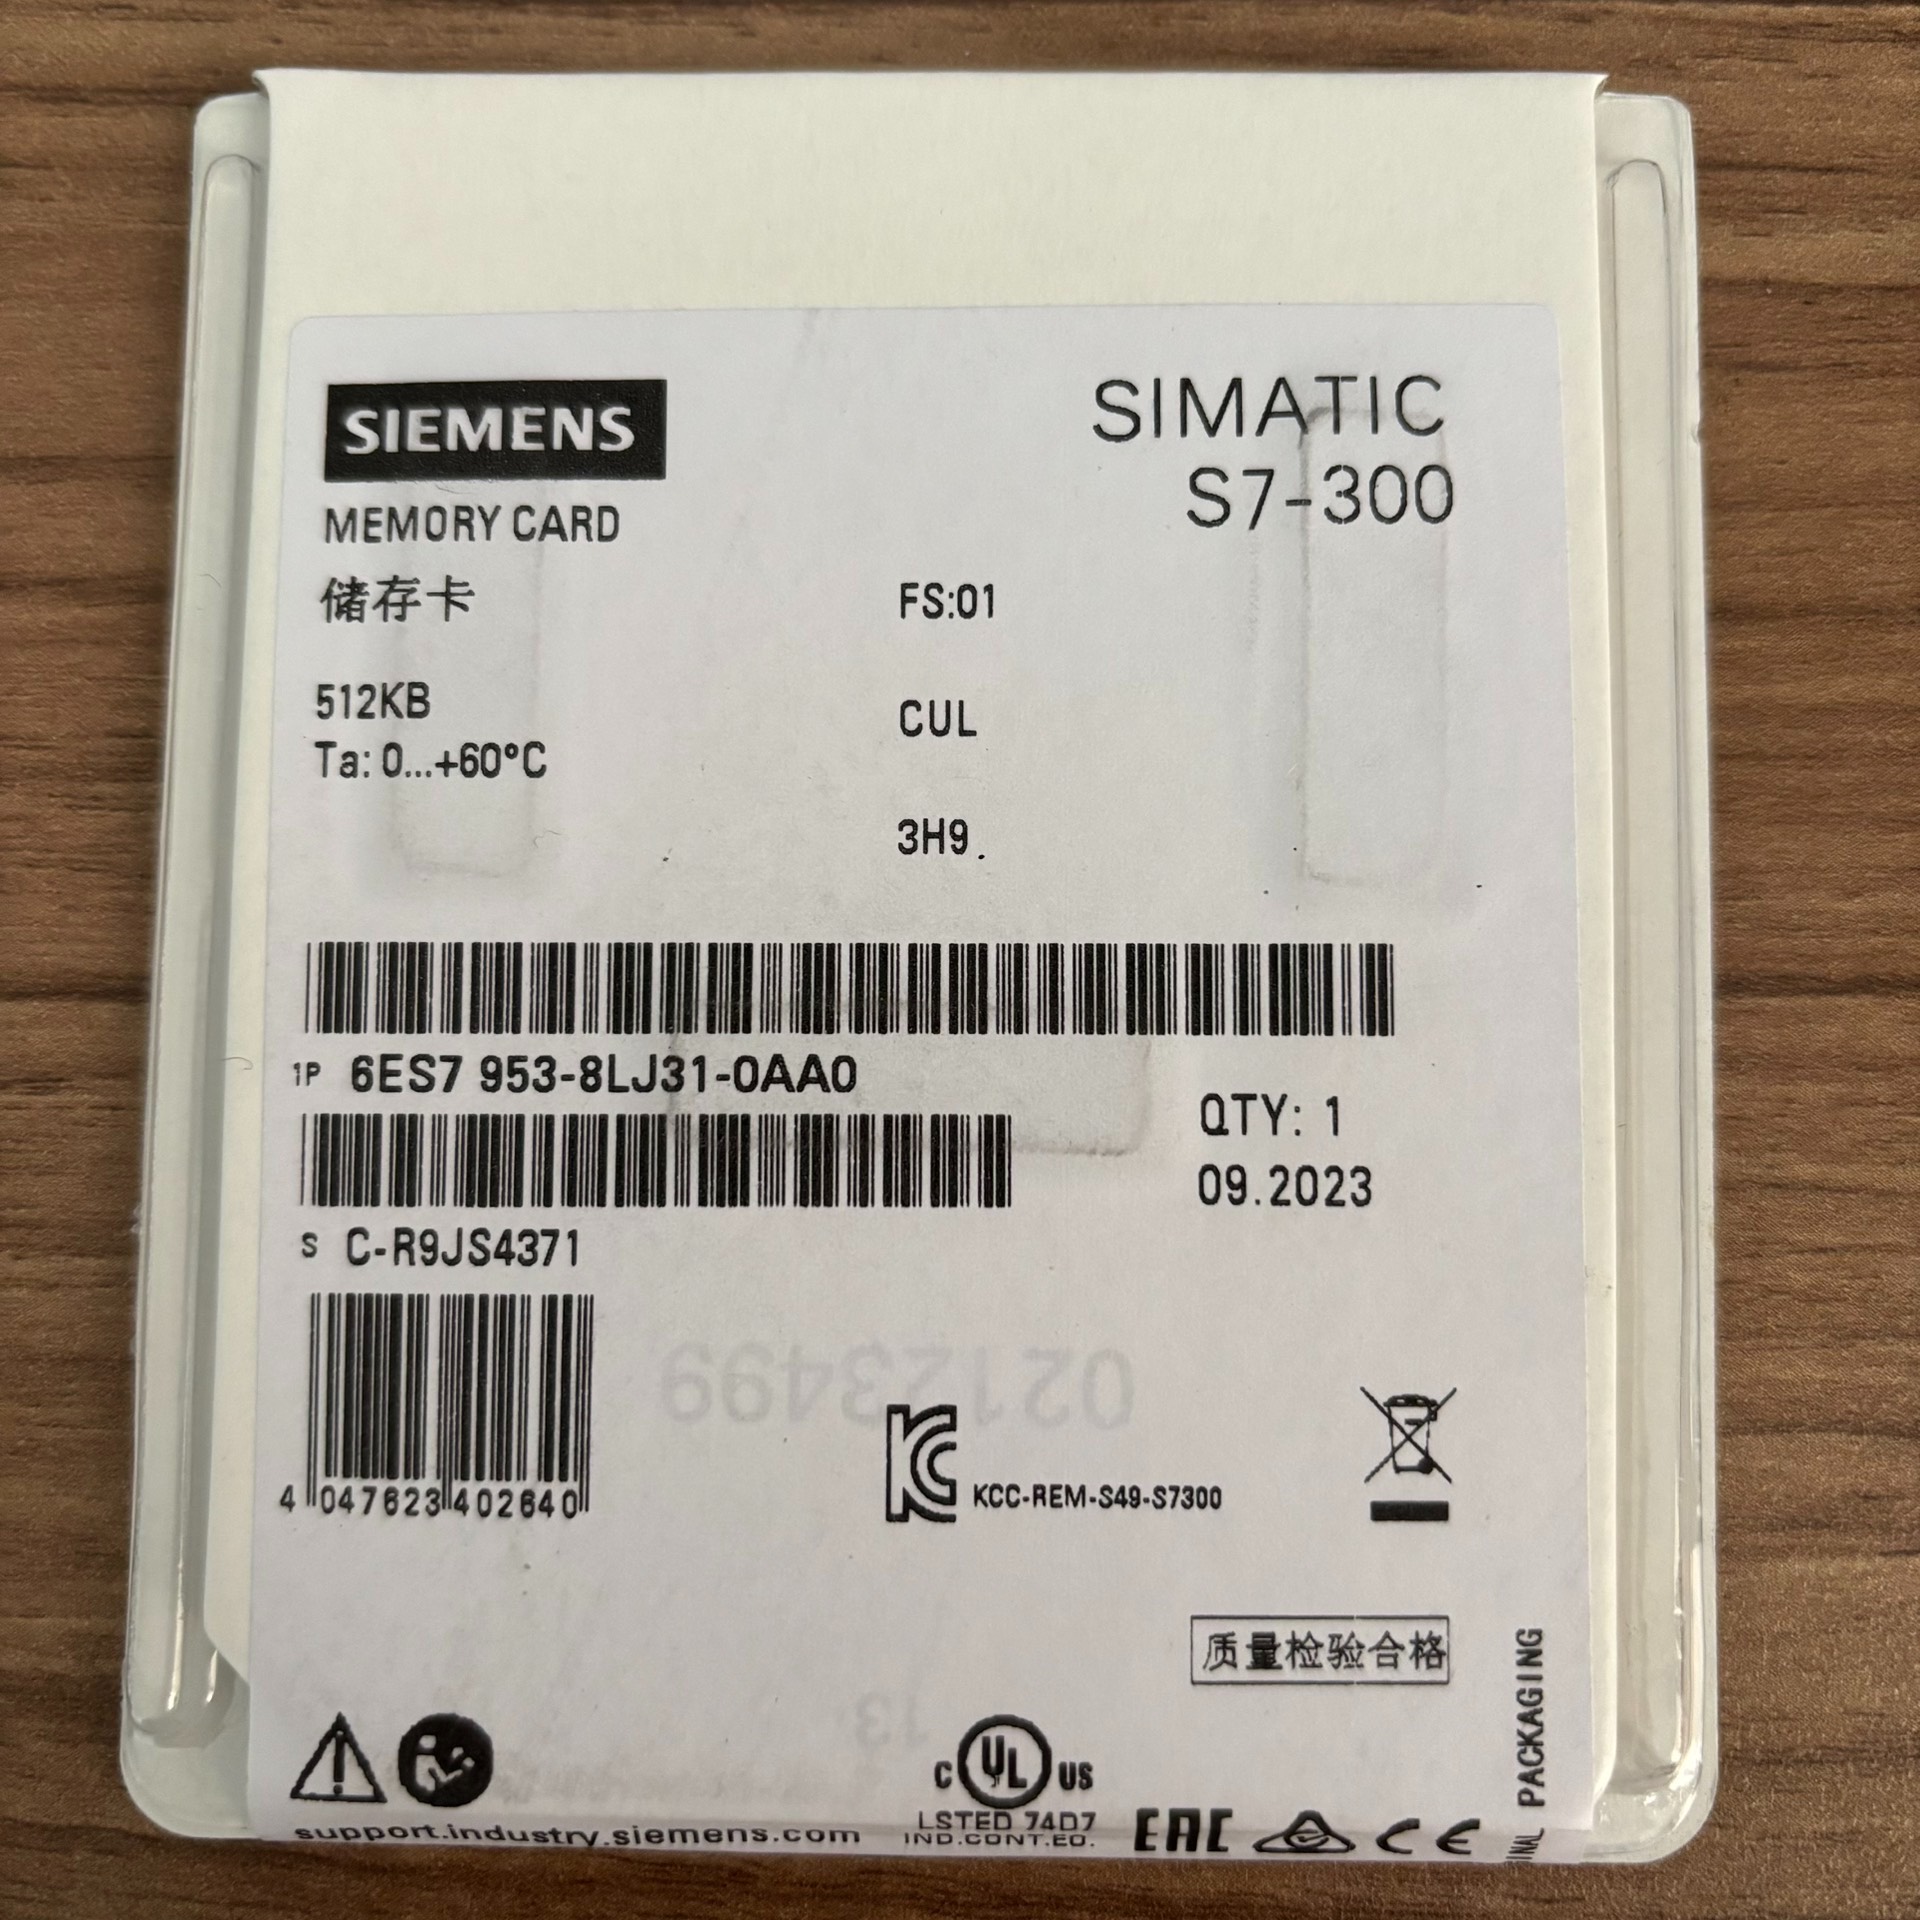 SIEMENS
SIMATIC
S7-300
MEMORY CARD
储存卡
FS:01
512KB
CUL
Ta: 0...+60°C
3H9.
1P 6ES7 953-8LJ31-0AA0
QTY: 1
09.2023
S C-R9JS4371
02123499
4 047623 402640
KCC-REM-S49-S7300
质量检验合格
13
C UL US
LSTED 74D7
IND.CONT.EQ.
support.industry.siemens.com
EAC
CE
INAL PACKAGING